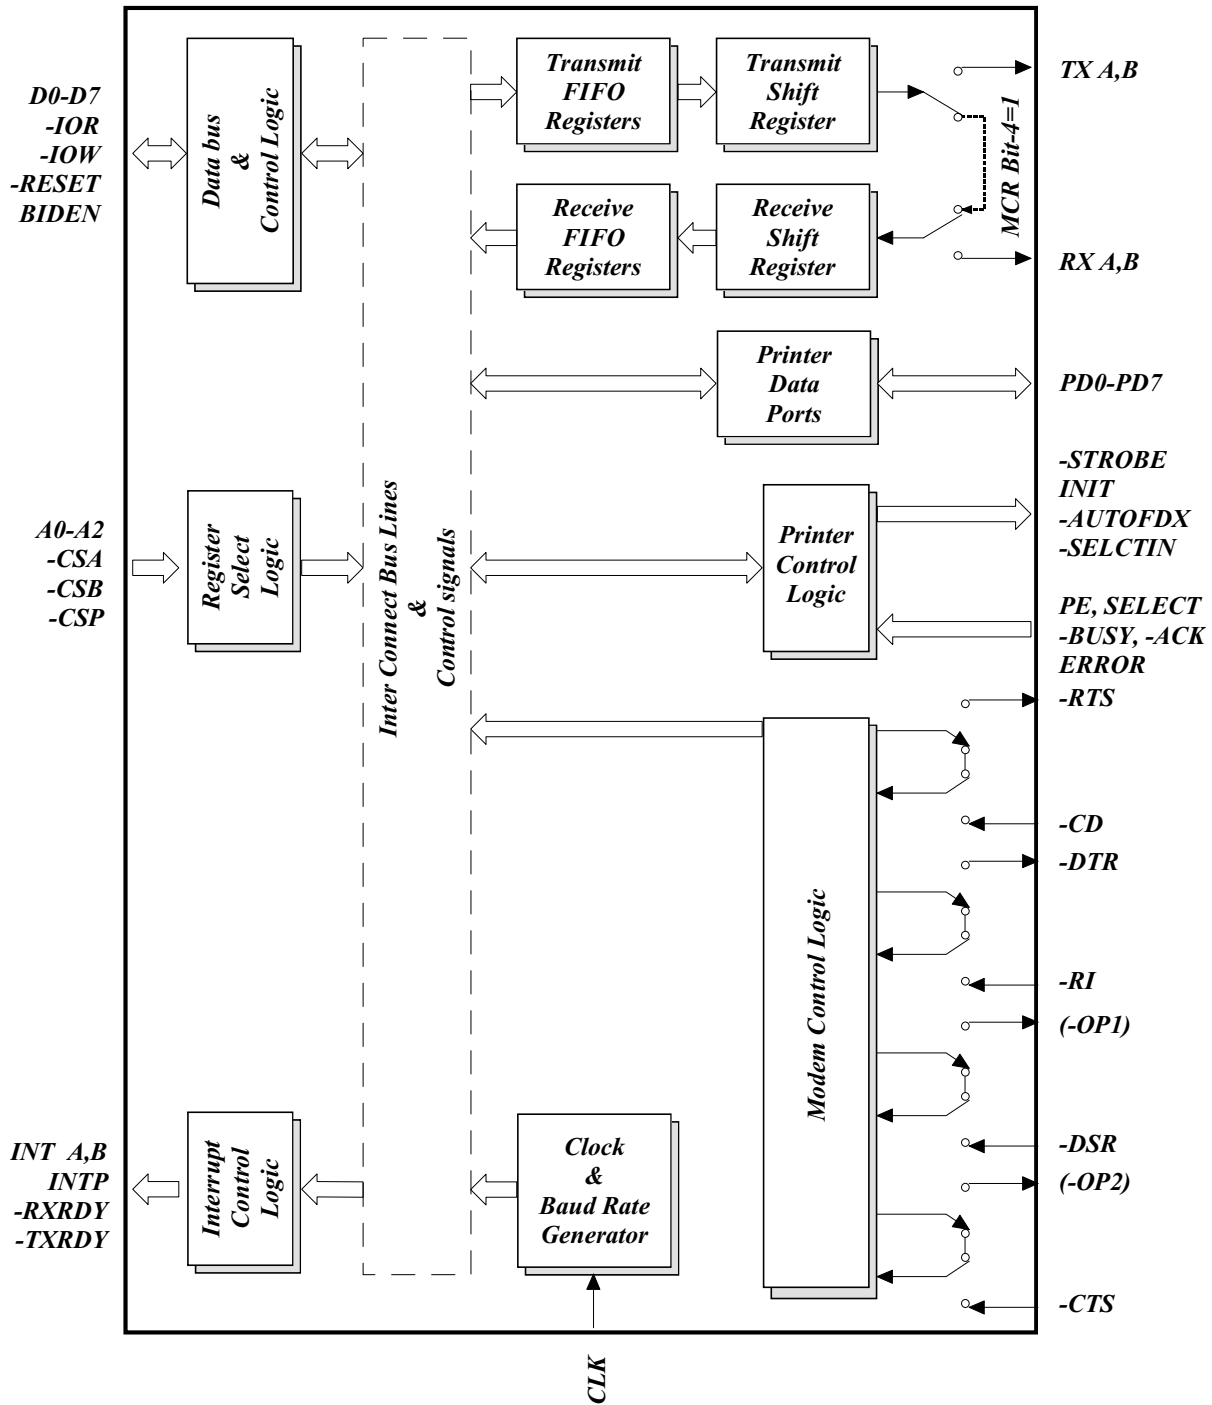 D0-D7
-IOR
-IOW
-RESET
BIDEN
Data bus
&
Control Logic
A0-A2
-CSA
-CSB
-CSP
Register
Select
Logic
INT A,B
INTP
-RXRDY
-TXRDY
Interrupt
Control
Logic
Inter Connect Bus Lines
&
Control signals
Transmit
FIFO
Registers
Transmit
Shift
Register
Receive
FIFO
Registers
Receive
Shift
Register
MCR Bit-4=1
TX A,B
RX A,B
Printer
Data
Ports
PD0-PD7
Printer
Control
Logic
-STROBE
INIT
-AUTOFDX
-SELCTIN
PE, SELECT
-BUSY, -ACK
ERROR
Modem Control Logic
-RTS
-CD
-DTR
-RI
(-OP1)
-DSR
(-OP2)
-CTS
Clock
&
Baud Rate
Generator
CLK